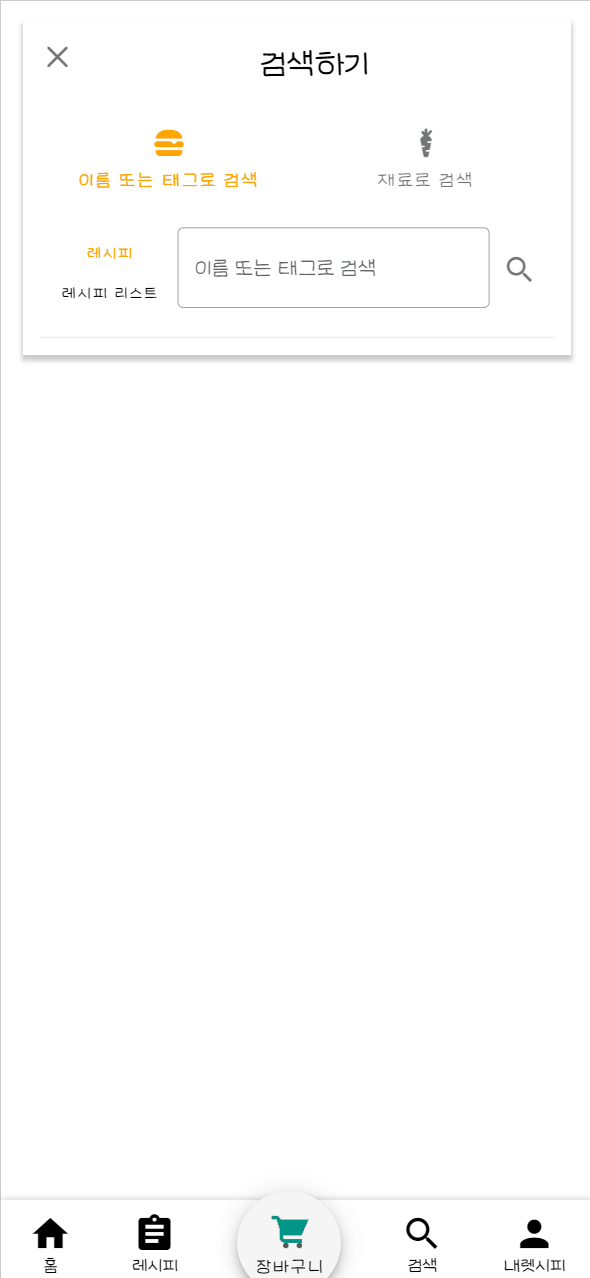 검색하기
이름 또는 태그로 검색
재료로 검색
레시피
이름 또는 태그로 검색
레시피 리스트
홈
레시피
장바구니
검색
내렛시피